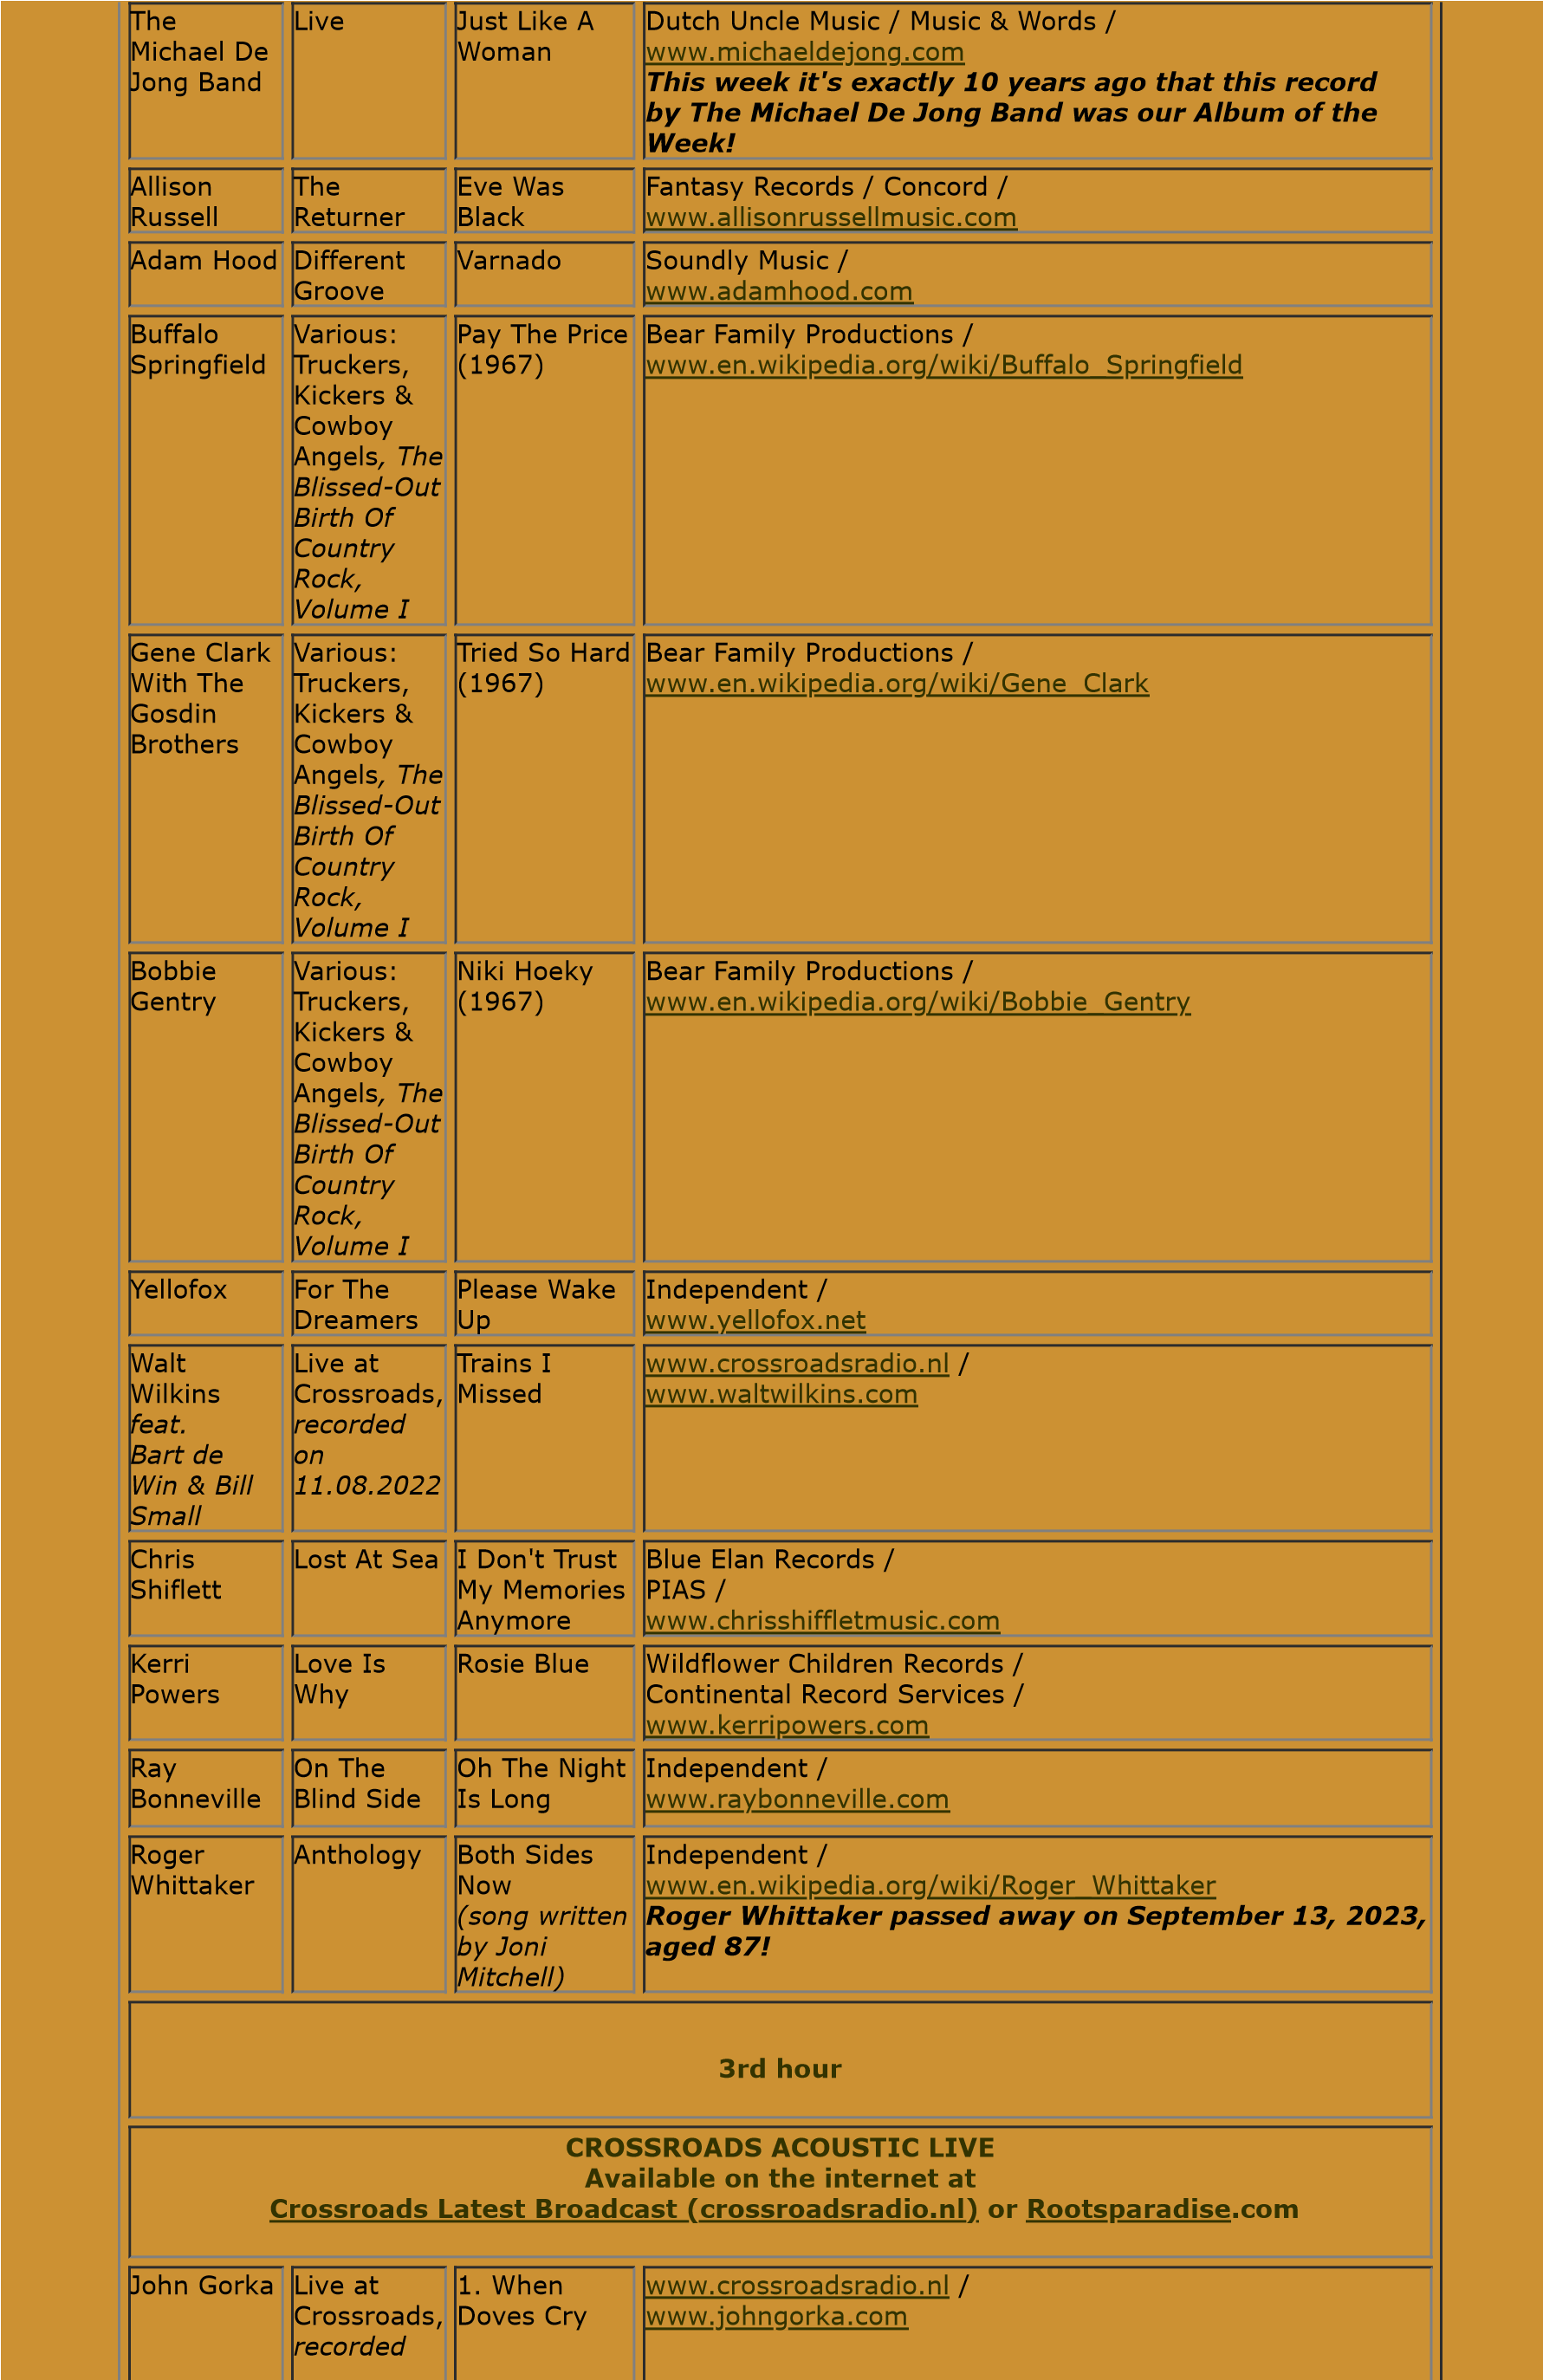 The
Michael De
Jong Band
Live
Just Like A
Woman
Dutch Uncle Music / Music & Words /
www.michaeldejong.com
This week it's exactly 10 years ago that this record
by The Michael De Jong Band was our Album of the
Week!
Allison
Russell
The
Returner
Eve Was
Black
Fantasy Records / Concord /
www.allisonrussellmusic.com
Adam Hood
Different
Groove
Varnado
Soundly Music /
www.adamhood.com
Buffalo
Springfield
Various:
Truckers,
Kickers &
Cowboy
Angels, The
Blissed-Out
Birth Of
Country
Rock,
Volume I
Pay The Price
(1967)
Bear Family Productions /
www.en.wikipedia.org/wiki/Buffalo_Springfield
Gene Clark
With The
Gosdin
Brothers
Various:
Truckers,
Kickers &
Cowboy
Angels, The
Blissed-Out
Birth Of
Country
Rock,
Volume I
Tried So Hard
(1967)
Bear Family Productions /
www.en.wikipedia.org/wiki/Gene_Clark
Bobbie
Gentry
Various:
Truckers,
Kickers &
Cowboy
Angels, The
Blissed-Out
Birth Of
Country
Rock,
Volume I
Niki Hoeky
(1967)
Bear Family Productions /
www.en.wikipedia.org/wiki/Bobbie_Gentry
Yellofox
For The
Dreamers
Please Wake
Up
Independent /
www.yellofox.net
Walt
Wilkins
feat.
Bart de
Win & Bill
Small
Live at
Crossroads,
recorded
on
11.08.2022
Trains I
Missed
www.crossroadsradio.nl /
www.waltwilkins.com
Chris
Shiflett
Lost At Sea
I Don't Trust
My Memories
Anymore
Blue Elan Records /
PIAS /
www.chrisshiffletmusic.com
Kerri
Powers
Love Is
Why
Rosie Blue
Wildflower Children Records /
Continental Record Services /
www.kerripowers.com
Ray
Bonneville
On The
Blind Side
Oh The Night
Is Long
Independent /
www.raybonneville.com
Roger
Whittaker
Anthology
Both Sides
Now
(song written
by Joni
Mitchell)
Independent /
www.en.wikipedia.org/wiki/Roger_Whittaker
Roger Whittaker passed away on September 13, 2023,
aged 87!
3rd hour
CROSSROADS ACOUSTIC LIVE
Available on the internet at
Crossroads Latest Broadcast (crossroadsradio.nl) or Rootsparadise.com
John Gorka
Live at
Crossroads,
recorded
1. When
Doves Cry
www.crossroadsradio.nl /
www.johngorka.com